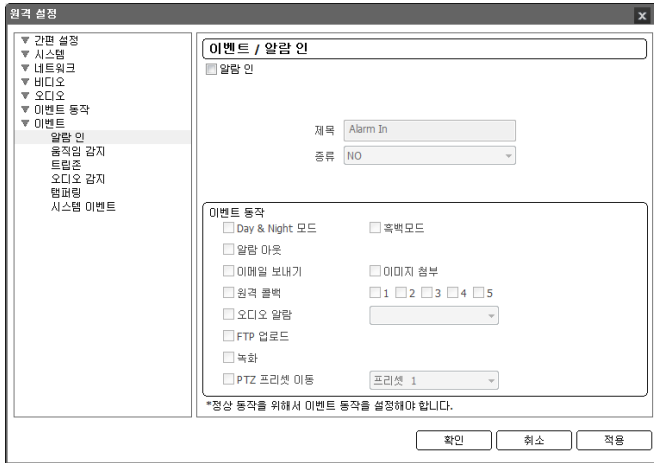 원격 설정
x
간편 설정
시스템
네트워크
비디오
오디오
이벤트 동작
이벤트
알람 인
움직임 감지
트립존
오디오 감지
탬퍼링
시스템 이벤트
이벤트 / 알람 인
알람 인
제목 Alarm In
종류 NO
이벤트 동작
Day & Night 모드 흑백모드
알람 아웃
이메일 보내기 이미지 첨부
원격 콜백 1 2 3 4 5
오디오 알람
FTP 업로드
녹화
PTZ 프리셋 이동 프리셋 1
*정상 동작을 위해서 이벤트 동작을 설정해야 합니다.
확인 취소 적용